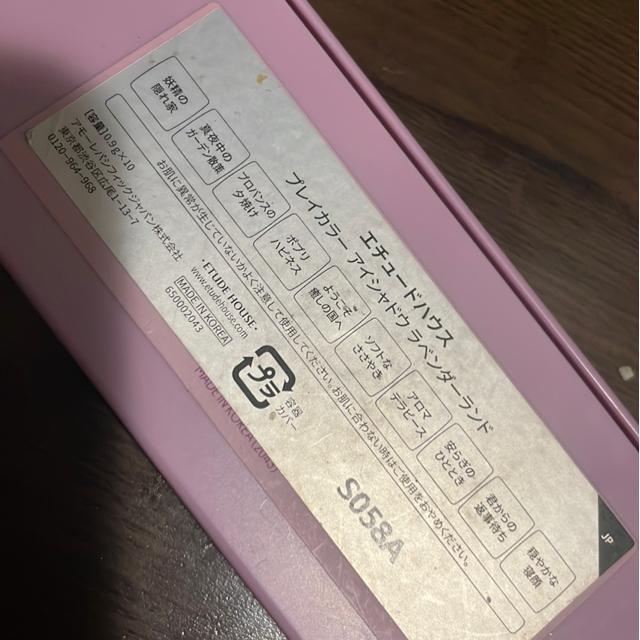 エチュードハウス
プレイカラー アイシャドウ ラベンダーランド
妖精の
隠れ家
真夜中の
ガーデン散策
プロバンスの
夕焼け
ポプリ
ハピネス
ようこそ
癒しの国へ
ソフトな
ささやき
アロマ
テラピース
安らぎの
ひととき
君からの
返事待ち
穏やかな
寝顔
お肌に異常が生じていないかよく注意して使用してください。お肌に合わない時はご使用をおやめください。
[容量]0.9g×10
アモーレパシフィックジャパン株式会社
東京都渋谷区広尾1-13-7
0120-964-968
・ETUDE HOUSE・
www.etudehouse.com
MADE IN KOREA
650002043
プラ
容器
カバー
S058A
JP
MADE IN KOREA(2043)